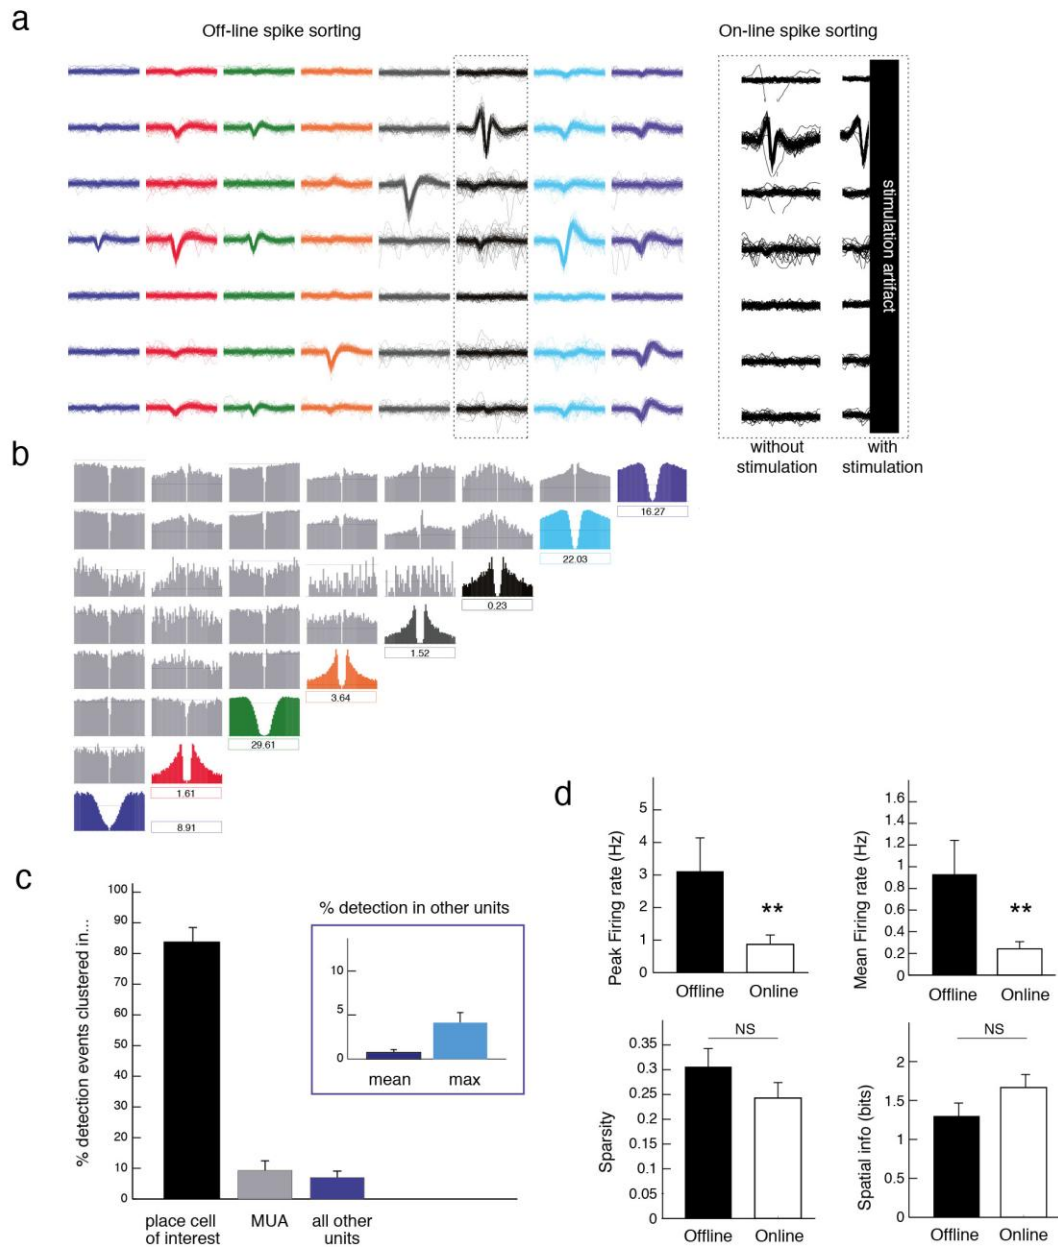 a
Off-line spike sorting
On-line spike sorting
stimulation artifact
without
stimulation
with
stimulation
b
16.27
22.03
0.23
1.52
3.64
29.61
1.61
8.91
c
% detection events clustered in...
100
90
80
70
60
50
40
30
20
10
0
place cell
of interest
MUA
all other
units
% detection in other units
10
5
0
mean
max
d
Peak Firing rate (Hz)
5
4
3
2
1
0
**
Offline
Online
Mean Firing rate (Hz)
1.6
1.4
1.2
1
0.8
0.6
0.4
0.2
0
**
Offline
Online
Sparsity
0.35
0.3
0.25
0.2
0.15
0.1
0.05
0
NS
Offline
Online
Spatial info (bits)
2
1.5
1
0.5
0
NS
Offline
Online